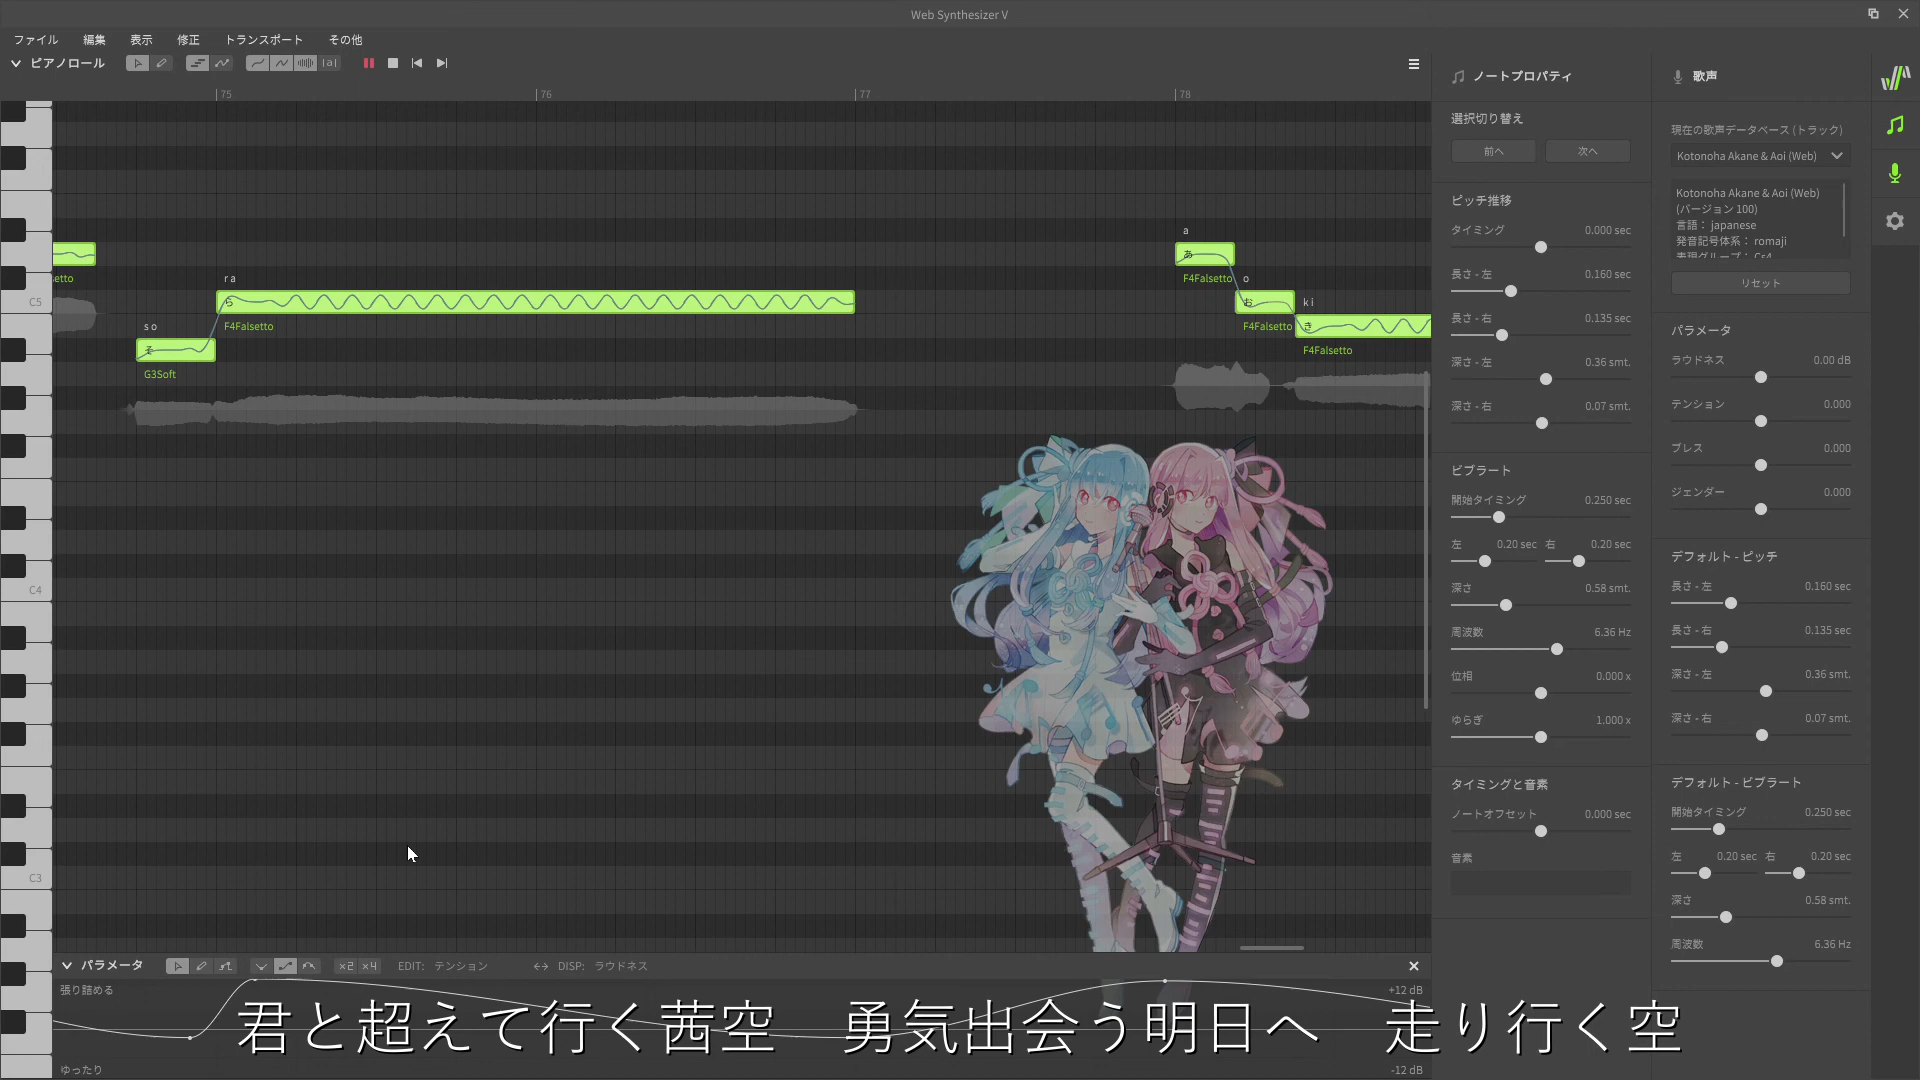 Web Synthesizer V
ファイル 編集 表示 修正 トランスポート その他
ピアノロール
75 76 77 78
C5
C4
C3
etto
so
そ
G3Soft
ra
ら
F4Falsetto
a
あ
F4Falsetto
o
お
F4Falsetto
ki
き
F4Falsetto
ノートプロパティ
選択切り替え
前へ 次へ
ピッチ推移
タイミング 0.000 sec
長さ - 左 0.160 sec
長さ - 右 0.135 sec
深さ - 左 0.36 smt.
深さ - 右 0.07 smt.
ビブラート
開始タイミング 0.250 sec
左 0.20 sec 右 0.20 sec
深さ 0.58 smt.
周波数 6.36 Hz
位相 0.000 x
ゆらぎ 1.000 x
タイミングと音素
ノートオフセット 0.000 sec
音素
歌声
現在の歌声データベース (トラック)
Kotonoha Akane & Aoi (Web)
Kotonoha Akane & Aoi (Web)
(バージョン 100)
言語： japanese
発音記号体系： romaji
表現グループ： Cs4
リセット
パラメータ
ラウドネス 0.00 dB
テンション 0.000
ブレス 0.000
ジェンダー 0.000
デフォルト - ピッチ
長さ - 左 0.160 sec
長さ - 右 0.135 sec
深さ - 左 0.36 smt.
深さ - 右 0.07 smt.
デフォルト - ビブラート
開始タイミング 0.250 sec
左 0.20 sec 右 0.20 sec
深さ 0.58 smt.
周波数 6.36 Hz
パラメータ ×2 ×4 EDIT: テンション ↔ DISP: ラウドネス
張り詰める +12 dB
君と超えて行く茜空　勇気出会う明日へ　走り行く空
ゆったり -12 dB